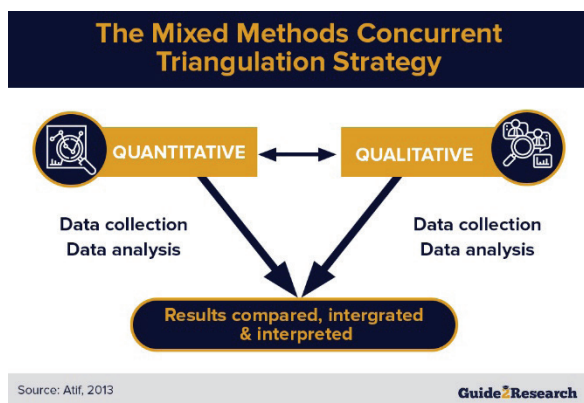 The Mixed Methods Concurrent
Triangulation Strategy
QUANTITATIVE
QUALITATIVE
Data collection
Data analysis
Data collection
Data analysis
Results compared, intergrated
& interpreted
Source: Atif, 2013
Guide2Research